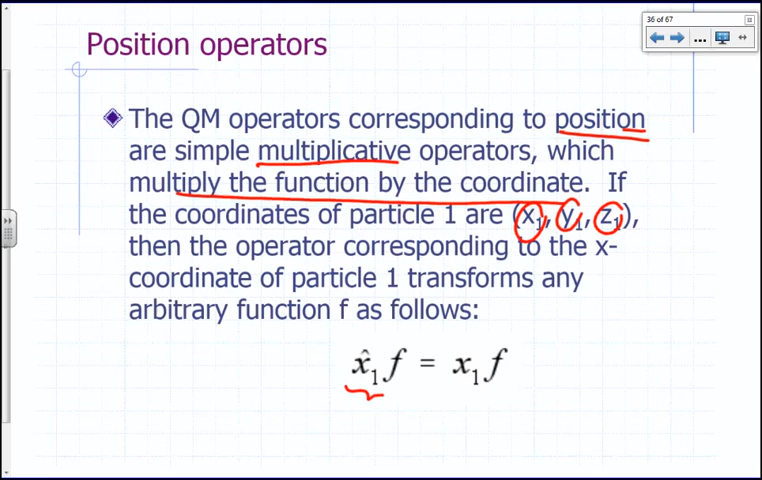 36 of 67
Position operators
The QM operators corresponding to position
are simple multiplicative operators, which
multiply the function by the coordinate. If
the coordinates of particle 1 are (x₁, y₁, z₁),
then the operator corresponding to the x-
coordinate of particle 1 transforms any
arbitrary function f as follows:
x̂₁ f = x₁ f